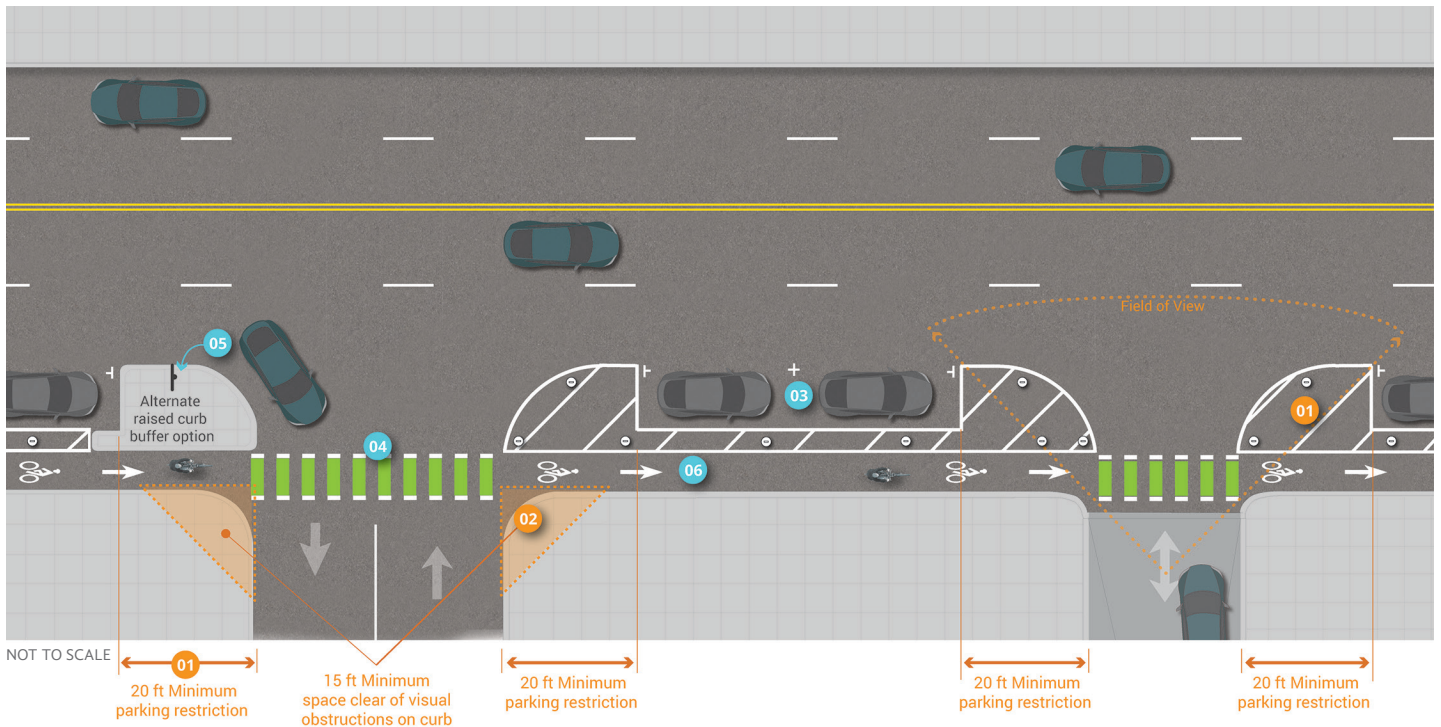 Field of View
05
Alternate
raised curb
buffer option
03
01
04
06
02
NOT TO SCALE
01
20 ft Minimum
parking restriction
15 ft Minimum
space clear of visual
obstructions on curb
20 ft Minimum
parking restriction
20 ft Minimum
parking restriction
20 ft Minimum
parking restriction